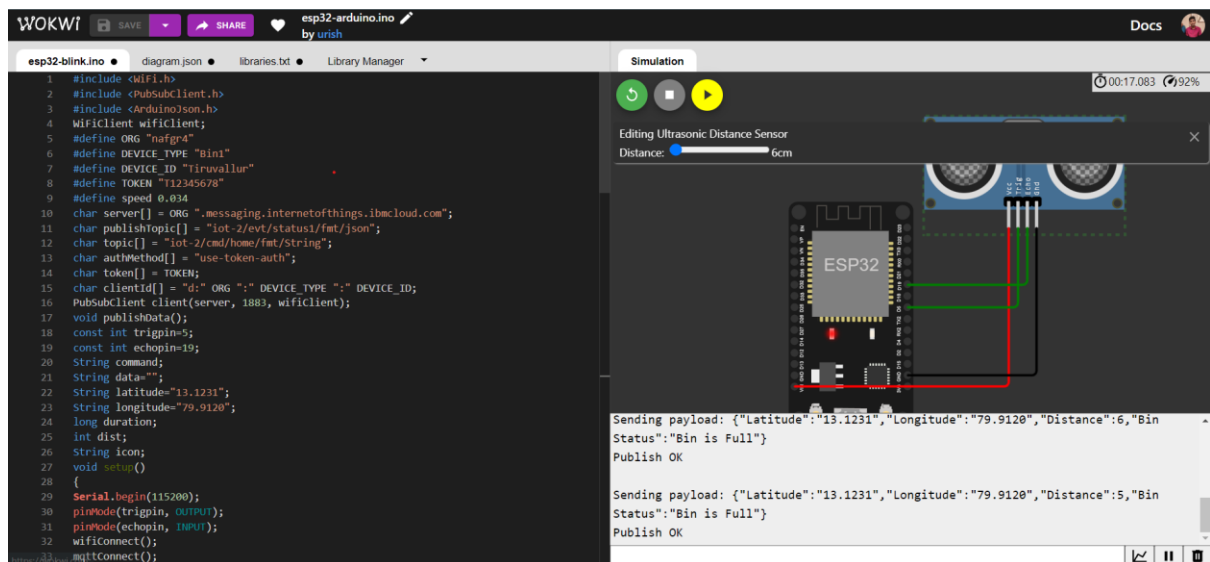 WOKWI
SAVE
SHARE
esp32-arduino.ino
by urish
Docs
esp32-blink.ino
diagram.json
libraries.txt
Library Manager
1 #include <WiFi.h>
2 #include <PubSubClient.h>
3 #include <ArduinoJson.h>
4 WiFiClient wifiClient;
5 #define ORG "nafgr4"
6 #define DEVICE_TYPE "Bin1"
7 #define DEVICE_ID "Tiruvallur"
8 #define TOKEN "T12345678"
9 #define speed 0.034
10 char server[] = ORG ".messaging.internetofthings.ibmcloud.com";
11 char publishTopic[] = "iot-2/evt/status1/fmt/json";
12 char topic[] = "iot-2/cmd/home/fmt/String";
13 char authMethod[] = "use-token-auth";
14 char token[] = TOKEN;
15 char clientId[] = "d:" ORG ":" DEVICE_TYPE ":" DEVICE_ID;
16 PubSubClient client(server, 1883, wifiClient);
17 void publishData();
18 const int trigpin=5;
19 const int echopin=19;
20 String command;
21 String data="";
22 String latitude="13.1231";
23 String longitude="79.9120";
24 long duration;
25 int dist;
26 String icon;
27 void setup()
28 {
29 Serial.begin(115200);
30 pinMode(trigpin, OUTPUT);
31 pinMode(echopin, INPUT);
32 wifiConnect();
33 mqttConnect();
Simulation
00:17.083 92%
Editing Ultrasonic Distance Sensor
Distance: 6cm
Vcc
Trig
Echo
Gnd
ESP32
Sending payload: {"Latitude":"13.1231","Longitude":"79.9120","Distance":6,"Bin
Status":"Bin is Full"}
Publish OK
Sending payload: {"Latitude":"13.1231","Longitude":"79.9120","Distance":5,"Bin
Status":"Bin is Full"}
Publish OK